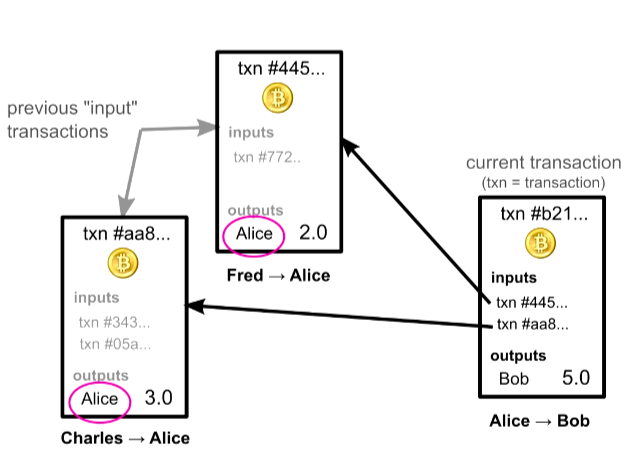 txn #445...
inputs
txn #772..
outputs
Alice 2.0
Fred → Alice
previous "input"
transactions
txn #aa8...
inputs
txn #343...
txn #05a...
outputs
Alice 3.0
Charles → Alice
current transaction
(txn = transaction)
txn #b21...
inputs
txn #445...
txn #aa8...
outputs
Bob 5.0
Alice → Bob